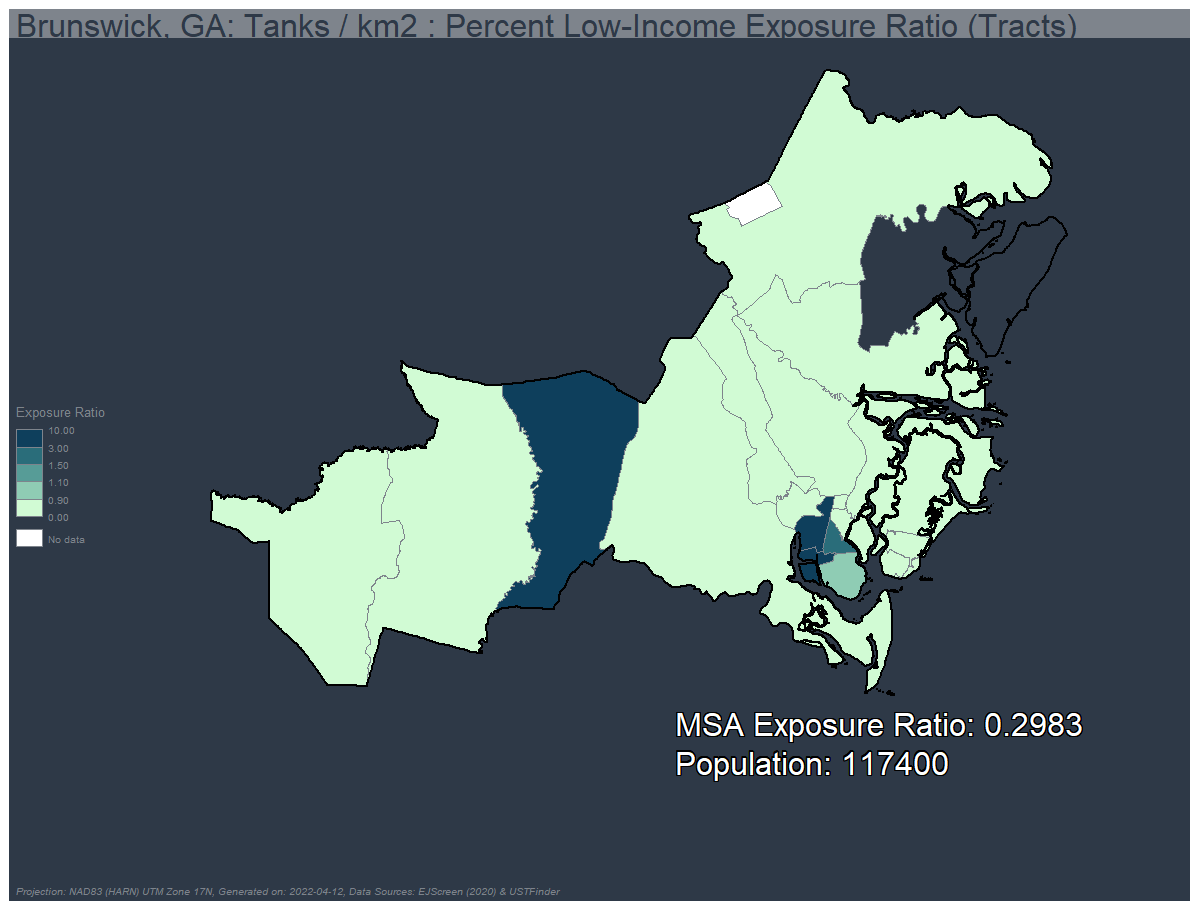 Brunswick, GA: Tanks / km2 : Percent Low-Income Exposure Ratio (Tracts)
Exposure Ratio
10.00
3.00
1.50
1.10
0.90
0.00
No data
MSA Exposure Ratio: 0.2983
Population: 117400
Projection: NAD83 (HARN) UTM Zone 17N, Generated on: 2022-04-12, Data Sources: EJScreen (2020) & USTFinder